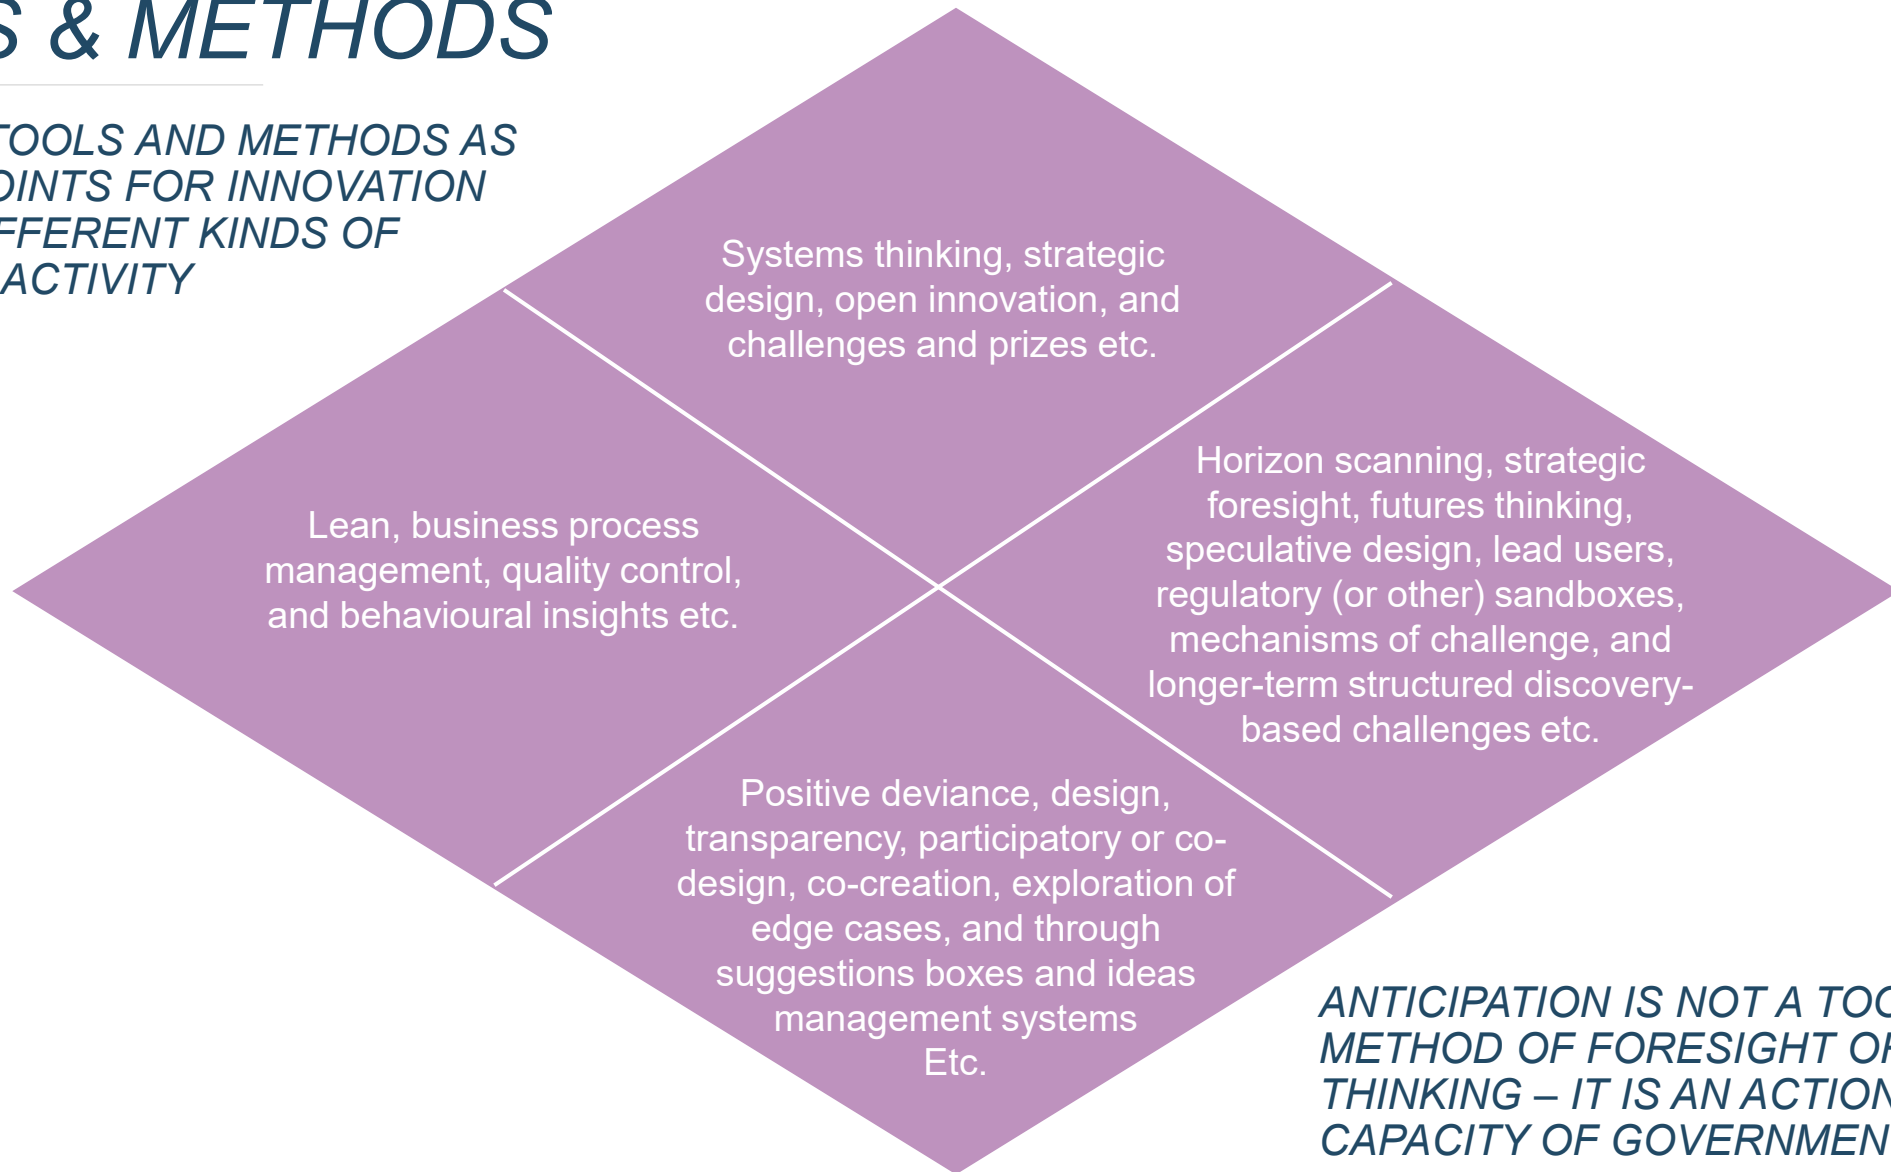 S & METHODS
TOOLS AND METHODS AS
OINTS FOR INNOVATION
FFERENT KINDS OF
ACTIVITY
Systems thinking, strategic
design, open innovation, and
challenges and prizes etc.
Lean, business process
management, quality control,
and behavioural insights etc.
Horizon scanning, strategic
foresight, futures thinking,
speculative design, lead users,
regulatory (or other) sandboxes,
mechanisms of challenge, and
longer-term structured discovery-
based challenges etc.
Positive deviance, design,
transparency, participatory or co-
design, co-creation, exploration of
edge cases, and through
suggestions boxes and ideas
management systems
Etc.
ANTICIPATION IS NOT A TOO
METHOD OF FORESIGHT OR
THINKING – IT IS AN ACTION
CAPACITY OF GOVERNMEN